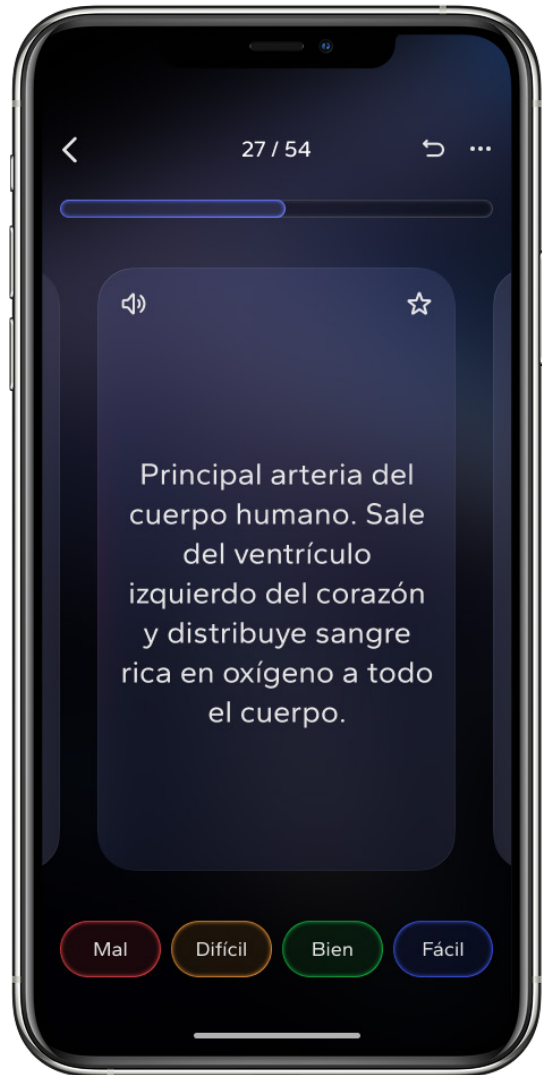 27 / 54
Principal arteria del
cuerpo humano. Sale
del ventrículo
izquierdo del corazón
y distribuye sangre
rica en oxígeno a todo
el cuerpo.
Mal
Difícil
Bien
Fácil